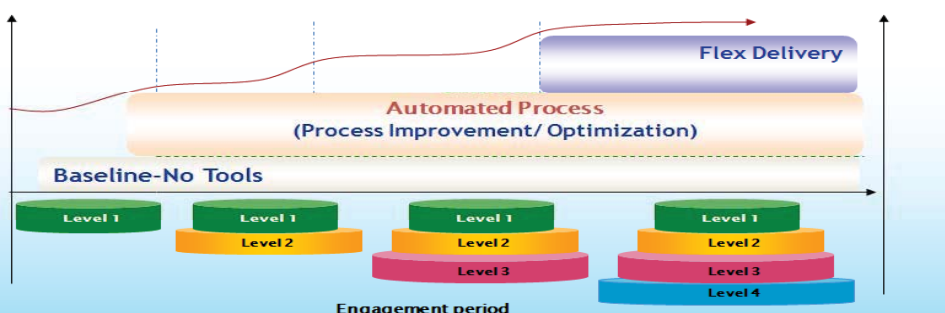 Flex Delivery
Automated Process
(Process Improvement/ Optimization)
Baseline-No Tools
Level 1 Level 1 Level 1 Level 1
Level 2 Level 2 Level 2
Level 3 Level 3
Level 4
Engagement period